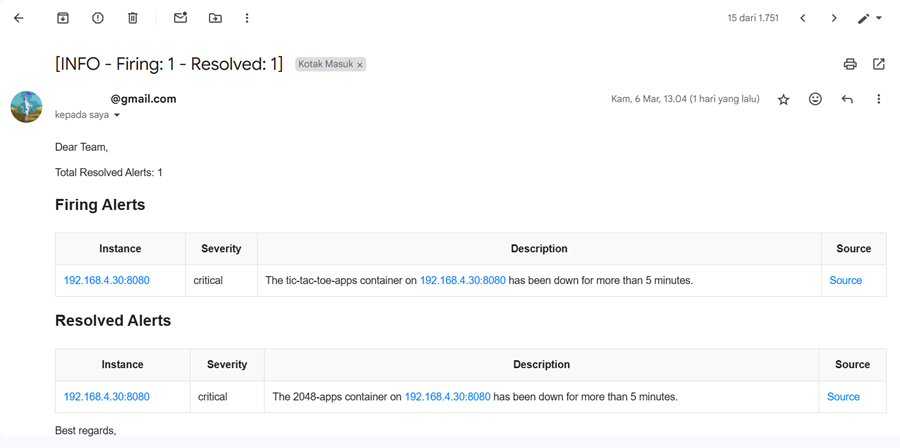 15 dari 1.751
[INFO - Firing: 1 - Resolved: 1] Kotak Masuk ×
@gmail.com Kam, 6 Mar, 13.04 (1 hari yang lalu)
kepada saya
Dear Team,
Total Resolved Alerts: 1
Firing Alerts
Instance Severity Description Source
192.168.4.30:8080 critical The tic-tac-toe-apps container on 192.168.4.30:8080 has been down for more than 5 minutes. Source
Resolved Alerts
Instance Severity Description Source
192.168.4.30:8080 critical The 2048-apps container on 192.168.4.30:8080 has been down for more than 5 minutes. Source
Best regards,